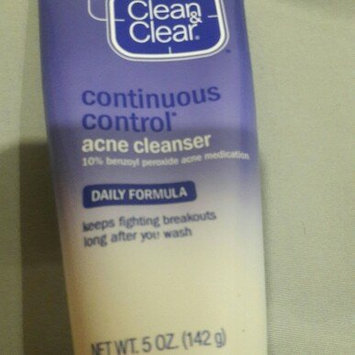 Clean &
Clear®
continuous
control*
acne cleanser
10% benzoyl peroxide acne medication
DAILY FORMULA
keeps fighting breakouts
long after you wash
NET WT. 5 OZ. (142 g)